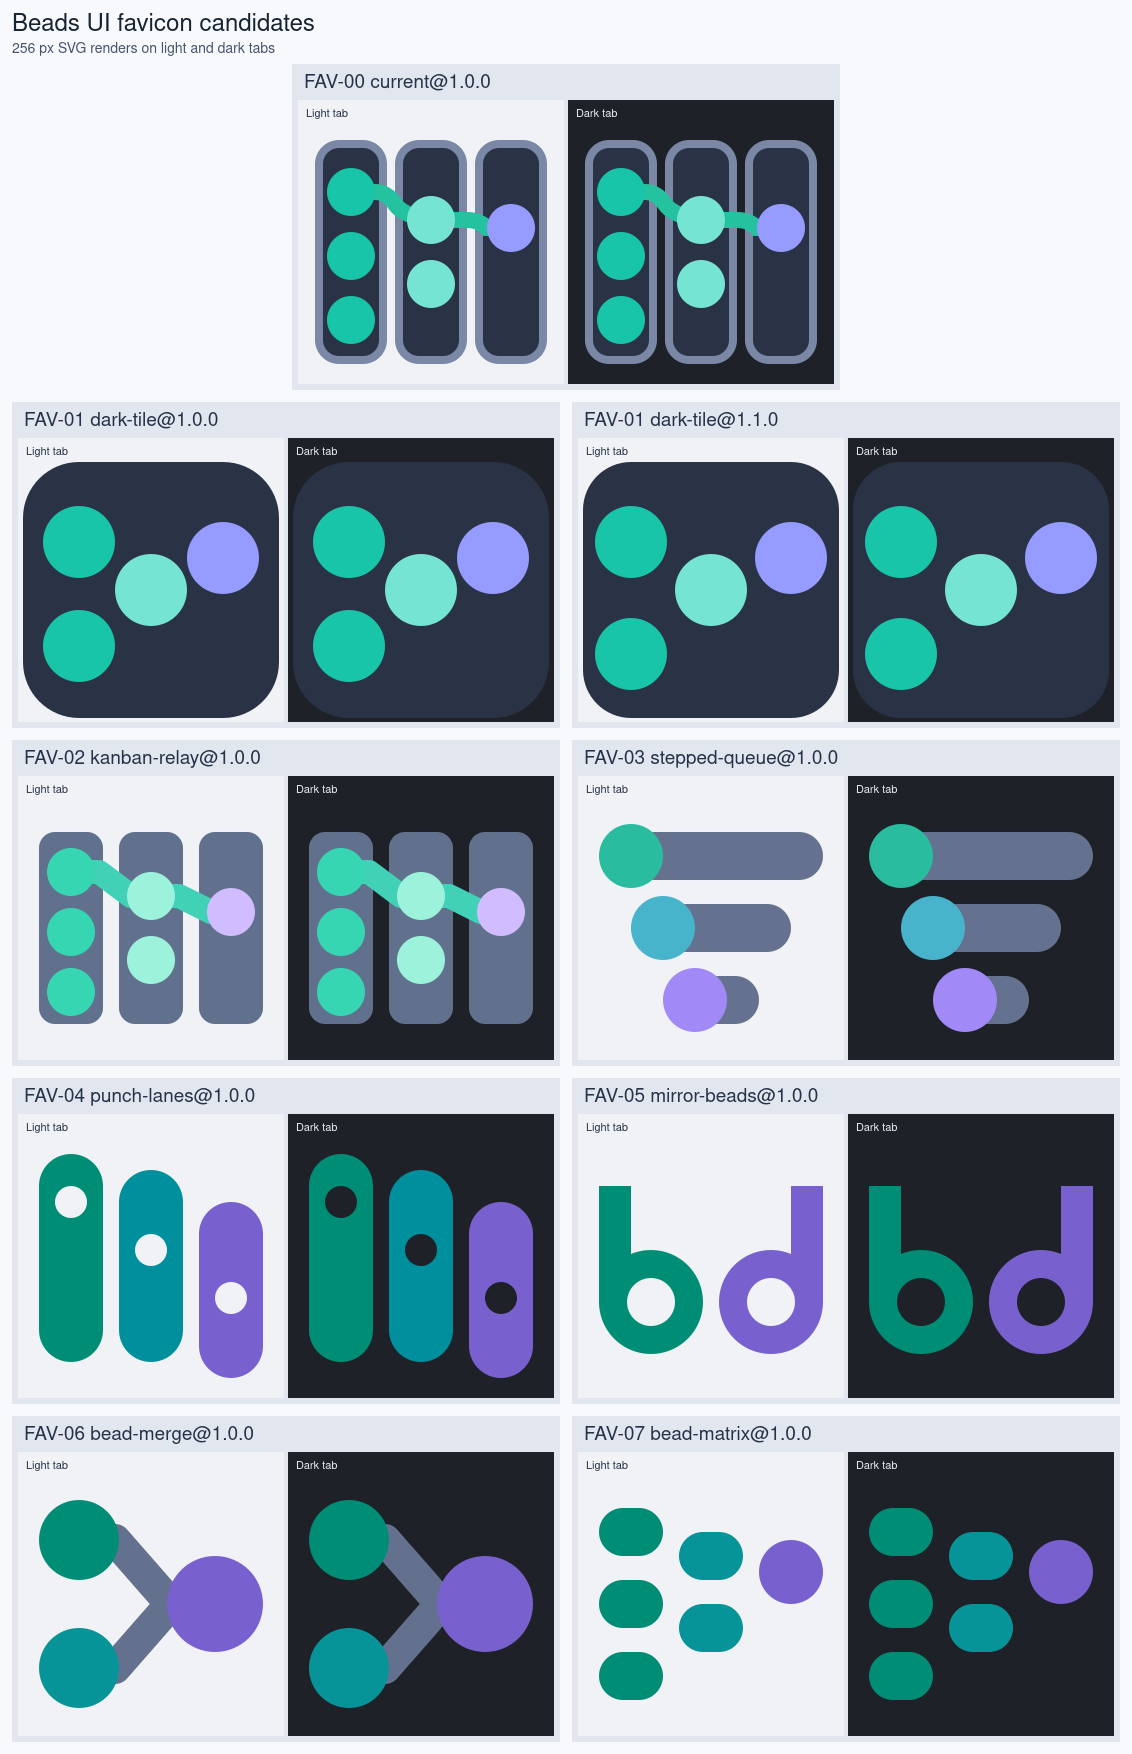 Beads UI favicon candidates
256 px SVG renders on light and dark tabs
FAV-00 current@1.0.0
Light tab
Dark tab
FAV-01 dark-tile@1.0.0
Light tab
Dark tab
FAV-01 dark-tile@1.1.0
Light tab
Dark tab
FAV-02 kanban-relay@1.0.0
Light tab
Dark tab
FAV-03 stepped-queue@1.0.0
Light tab
Dark tab
FAV-04 punch-lanes@1.0.0
Light tab
Dark tab
FAV-05 mirror-beads@1.0.0
Light tab
Dark tab
FAV-06 bead-merge@1.0.0
Light tab
Dark tab
FAV-07 bead-matrix@1.0.0
Light tab
Dark tab